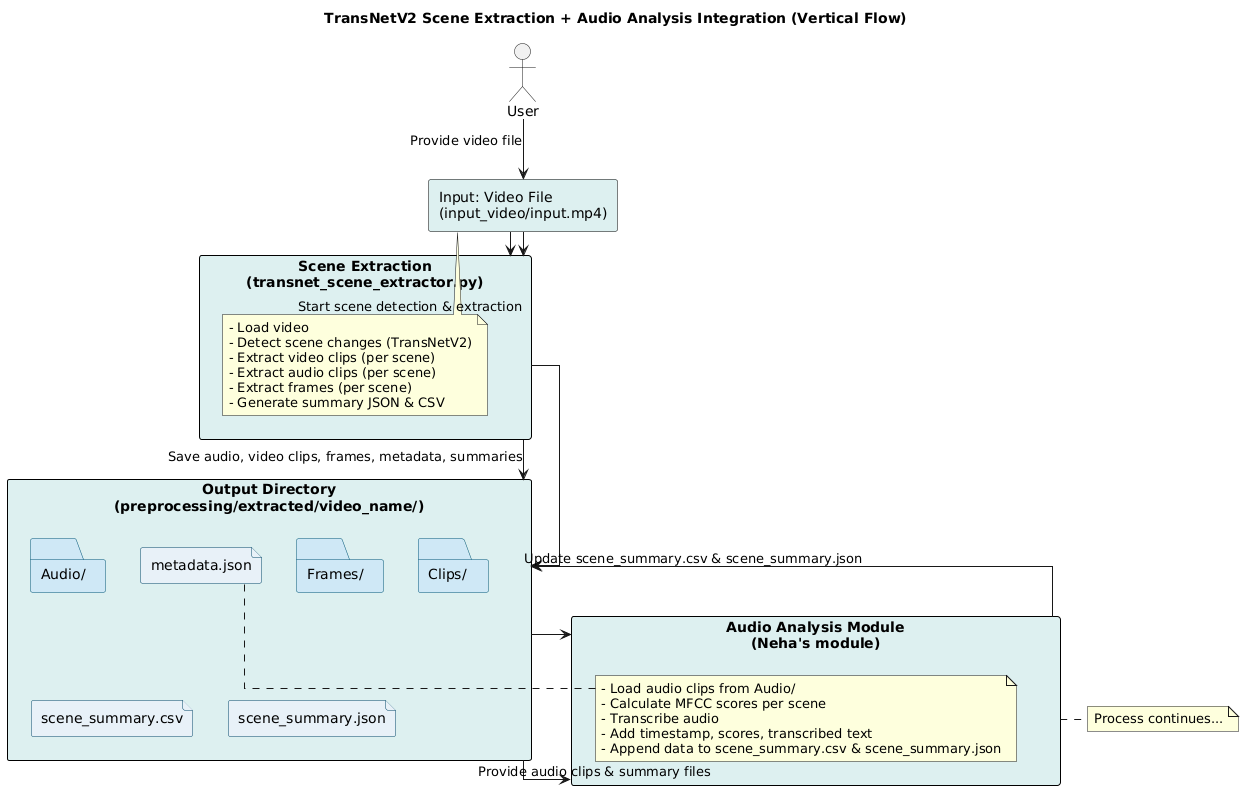 TransNetV2 Scene Extraction + Audio Analysis Integration (Vertical Flow)
User
Provide video file
Input: Video File
(input_video/input.mp4)
Scene Extraction
(transnet_scene_extractor.py)
Start scene detection & extraction
- Load video
- Detect scene changes (TransNetV2)
- Extract video clips (per scene)
- Extract audio clips (per scene)
- Extract frames (per scene)
- Generate summary JSON & CSV
Save audio, video clips, frames, metadata, summaries
Output Directory
(preprocessing/extracted/video_name/)
Audio/
metadata.json
Frames/
Clips/
Update scene_summary.csv & scene_summary.json
Audio Analysis Module
(Neha's module)
- Load audio clips from Audio/
- Calculate MFCC scores per scene
- Transcribe audio
- Add timestamp, scores, transcribed text
- Append data to scene_summary.csv & scene_summary.json
Process continues...
scene_summary.csv
scene_summary.json
Provide audio clips & summary files